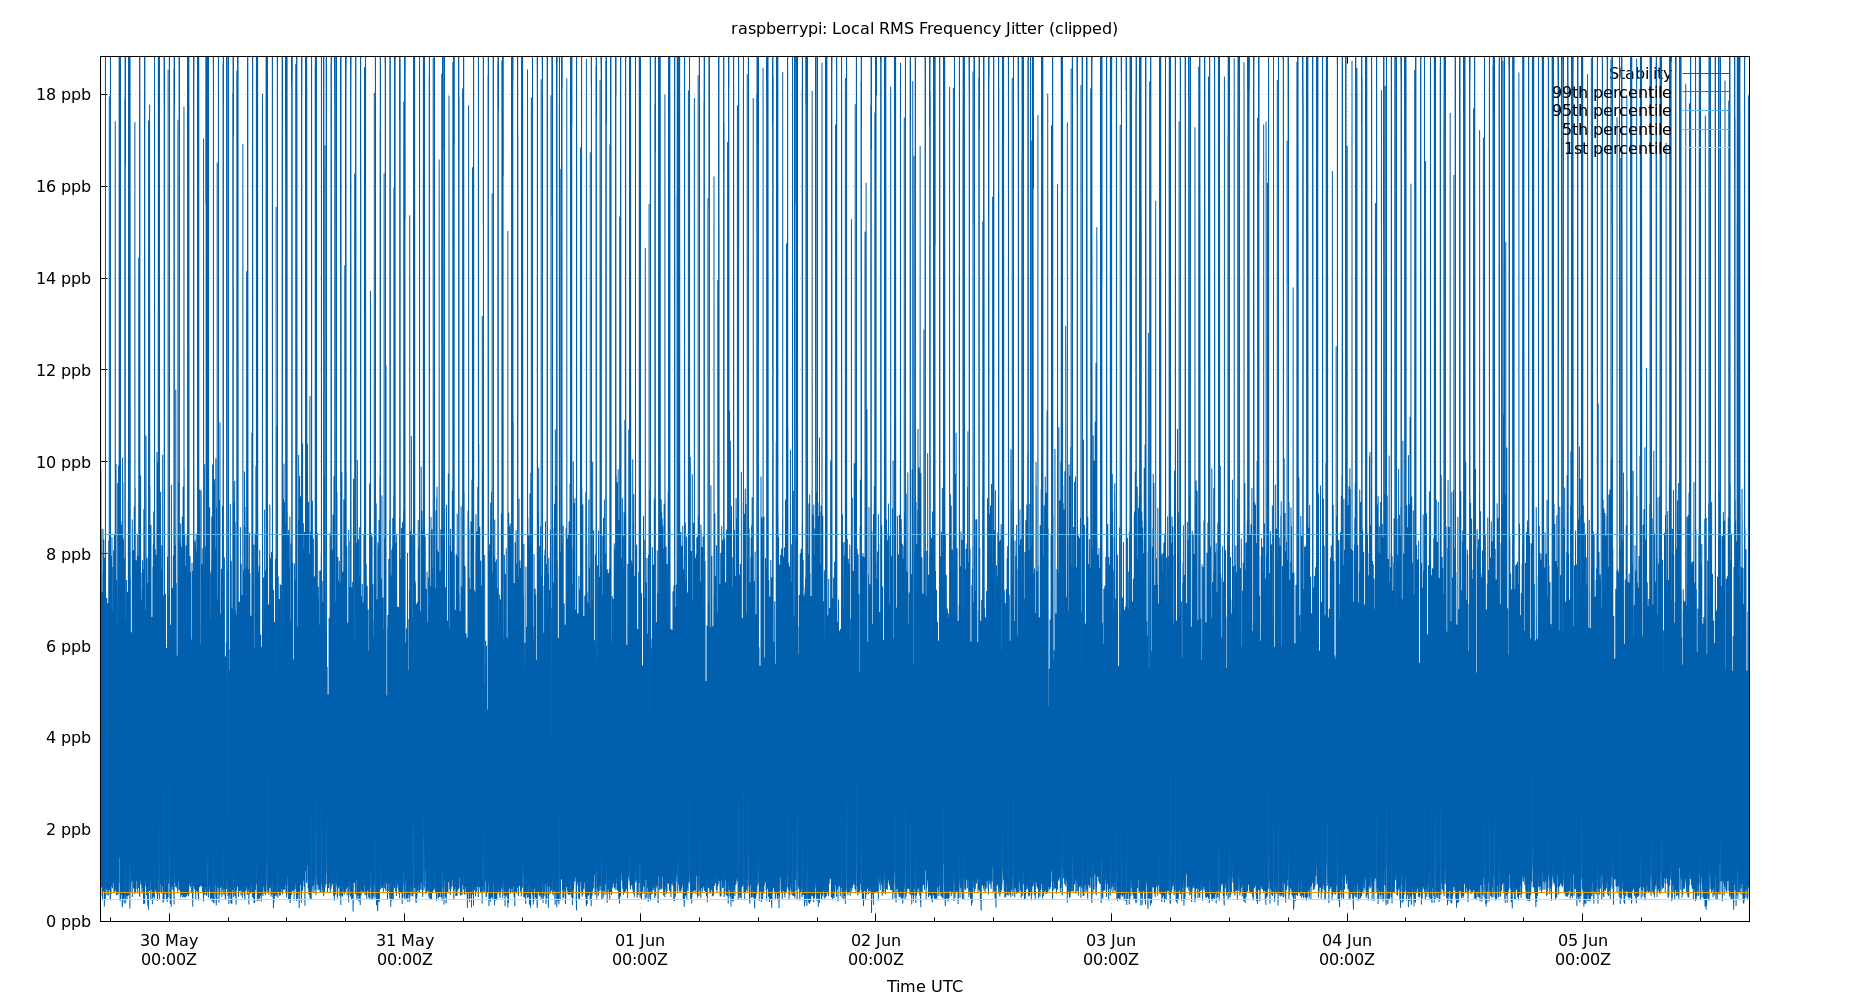 raspberrypi: Local RMS Frequency Jitter (clipped)
Stability
99th percentile
95th percentile
5th percentile
1st percentile
18 ppb
16 ppb
14 ppb
12 ppb
10 ppb
8 ppb
6 ppb
4 ppb
2 ppb
0 ppb
30 May
00:00Z
31 May
00:00Z
01 Jun
00:00Z
02 Jun
00:00Z
03 Jun
00:00Z
04 Jun
00:00Z
05 Jun
00:00Z
Time UTC